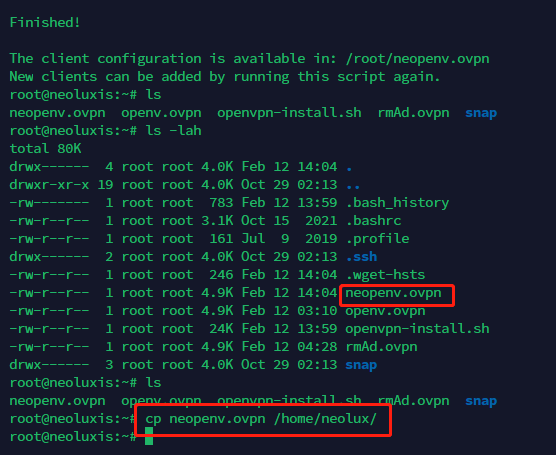 Finished!
The client configuration is available in: /root/neopenv.ovpn
New clients can be added by running this script again.
root@neoluxis:~# ls
neopenv.ovpn  openv.ovpn  openvpn-install.sh  rmAd.ovpn  snap
root@neoluxis:~# ls -lah
total 80K
drwx------  4 root root 4.0K Feb 12 14:04 .
drwxr-xr-x 19 root root 4.0K Oct 29 02:13 ..
-rw-------  1 root root  783 Feb 12 13:59 .bash_history
-rw-r--r--  1 root root 3.1K Oct 15  2021 .bashrc
-rw-r--r--  1 root root  161 Jul  9  2019 .profile
drwx------  2 root root 4.0K Oct 29 02:13 .ssh
-rw-r--r--  1 root root  246 Feb 12 14:04 .wget-hsts
-rw-r--r--  1 root root 4.9K Feb 12 14:04 neopenv.ovpn
-rw-r--r--  1 root root 4.9K Feb 12 03:10 openv.ovpn
-rw-r--r--  1 root root  24K Feb 12 13:59 openvpn-install.sh
-rw-r--r--  1 root root 4.9K Feb 12 04:28 rmAd.ovpn
drwx------  3 root root 4.0K Oct 29 02:13 snap
root@neoluxis:~# ls
neopenv.ovpn  openv.ovpn  openvpn-install.sh  rmAd.ovpn  snap
root@neoluxis:~# cp neopenv.ovpn /home/neolux/
root@neoluxis:~#